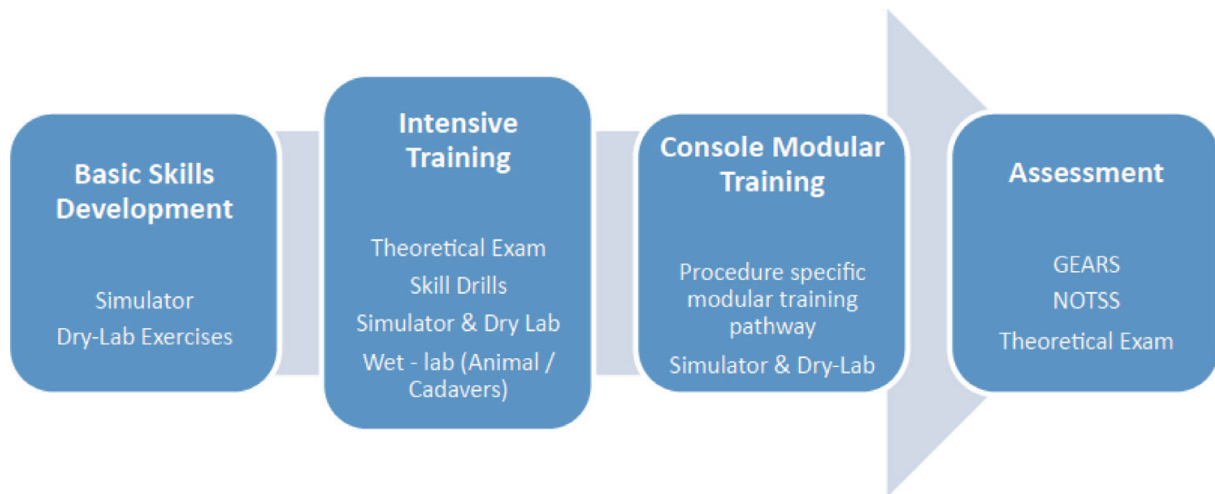 Basic Skills
Development
Simulator
Dry-Lab Exercises
Intensive
Training
Theoretical Exam
Skill Drills
Simulator & Dry Lab
Wet - lab (Animal /
Cadavers)
Console Modular
Training
Procedure specific
modular training
pathway
Simulator & Dry-Lab
Assessment
GEARS
NOTSS
Theoretical Exam